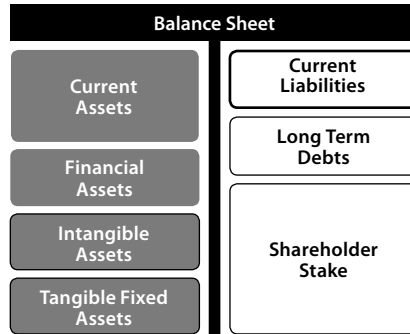 Balance Sheet
Current
Assets
Financial
Assets
Intangible
Assets
Tangible Fixed
Assets
Current
Liabilities
Long Term
Debts
Shareholder
Stake